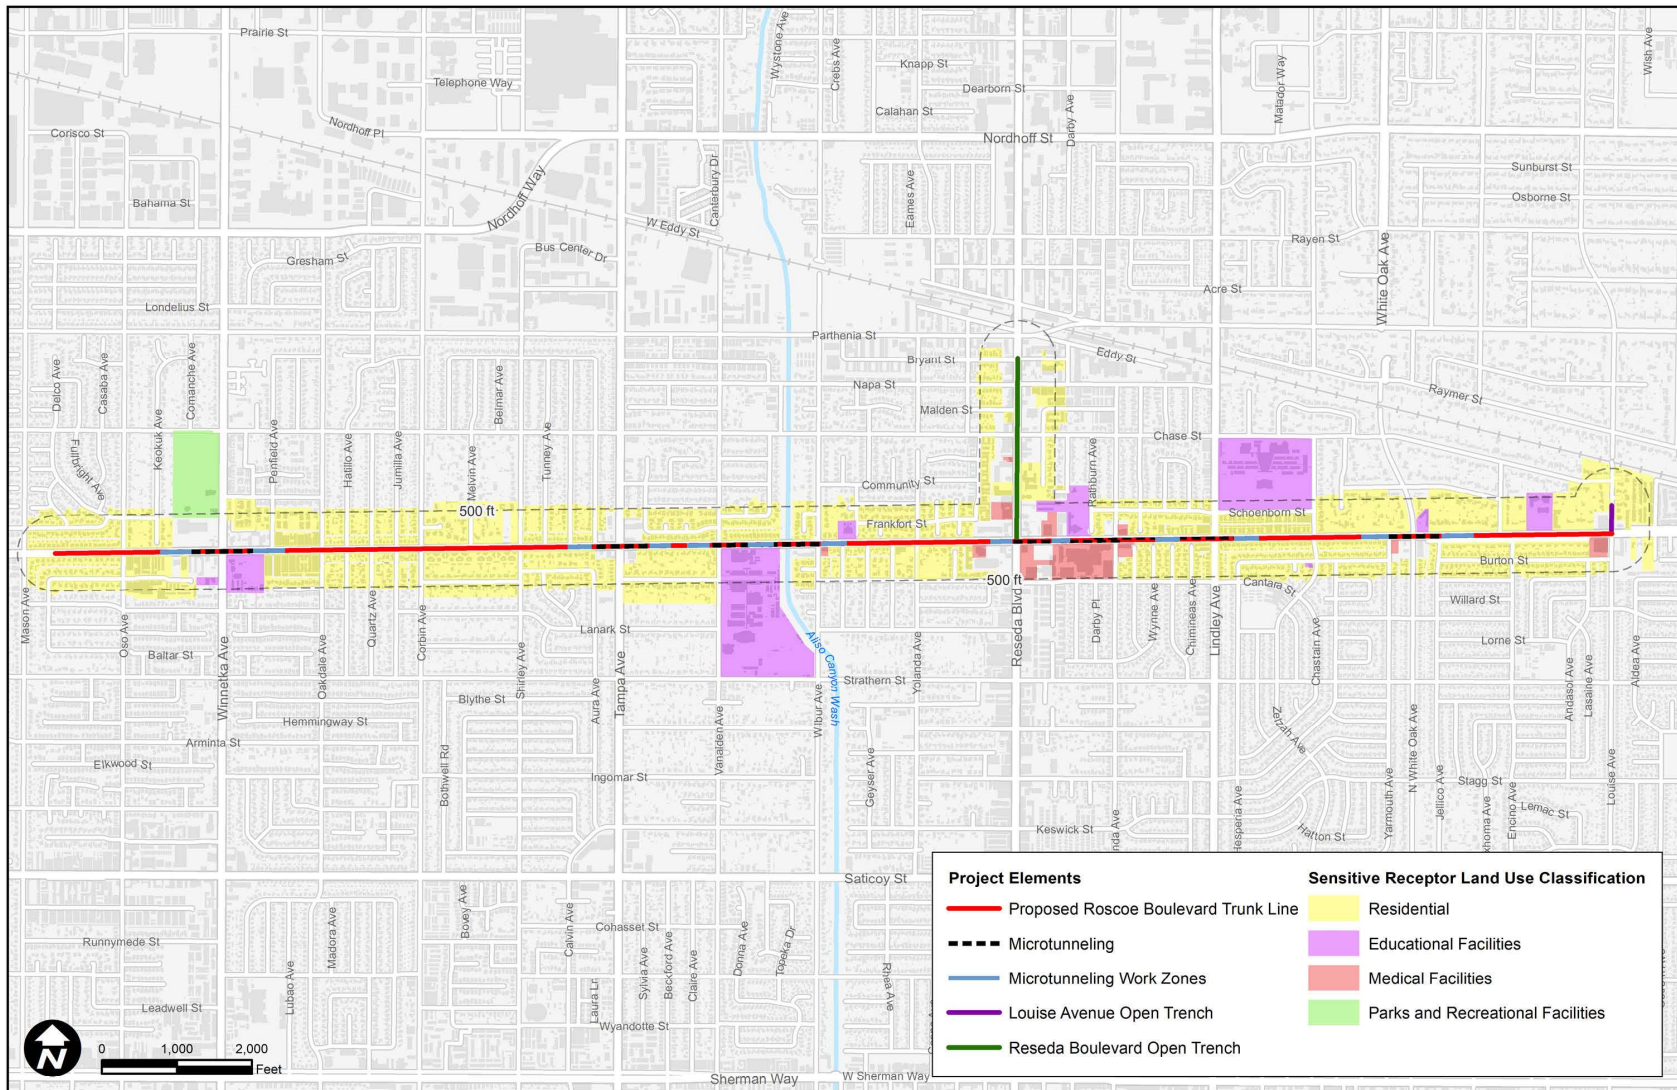 Prairie St
Telephone Way
Wystone Ave
Crebs Ave
Knapp St
Dearborn St
Calahan St
Darby Ave
Matador Way
Wish Ave
Corisco St
Nordhoff Pl
Nordhoff St
Sunburst St
Osborne St
Bahama St
Nordhoff Way
Canterbury Dr
Eames Ave
W Eddy St
Rayen St
Gresham St
Bus Center Dr
Acre St
White Oak Ave
Londelius St
Parthenia St
Bryant St
Eddy St
Delco Ave
Casaba Ave
Comanche Ave
Keokuk Ave
Fullbright Ave
Penfield Ave
Hatillo Ave
Jumilla Ave
Belmar Ave
Melvin Ave
Tunney Ave
Napa St
Malden St
Raymer St
Chase St
Rathburn Ave
Community St
500 ft
Frankfort St
Schoenborn St
500 ft
Burton St
Cantara St
Willard St
Mason Ave
Oso Ave
Baltar St
Winnetka Ave
Oakdale Ave
Quartz Ave
Corbin Ave
Shirley Ave
Lanark St
Aura Ave
Tampa Ave
Vanalden Ave
Aliso Canyon Wash
Wilbur Ave
Strathern St
Yolanda Ave
Reseda Blvd
Darby Pl
Wynne Ave
Chimineas Ave
Lindley Ave
Chastain Ave
Lorne St
Andasol Ave
Lasaine Ave
Aldea Ave
Blythe St
Hemmingway St
Arminta St
Elkwood St
Bothwell Rd
Ingomar St
Geyser Ave
Zelzah Ave
Yarmouth Ave
N White Oak Ave
Jellico Ave
Stagg St
Encino Ave
Lemac St
Louise Ave
Keswick St
Hesperia Ave
Hatton St
Saticoy St
Runnymede St
Madora Ave
Bovey Ave
Calvin Ave
Cohasset St
Sylvia Ave
Beckford Ave
Claire Ave
Donna Ave
Topeka Dr
Rhea Ave
Lubao Ave
Leadwell St
Laura Ln
Wyandotte St
Sherman Way
W Sherman Way
N
0 1,000 2,000
Feet
Project Elements
Proposed Roscoe Boulevard Trunk Line
Microtunneling
Microtunneling Work Zones
Louise Avenue Open Trench
Reseda Boulevard Open Trench
Sensitive Receptor Land Use Classification
Residential
Educational Facilities
Medical Facilities
Parks and Recreational Facilities